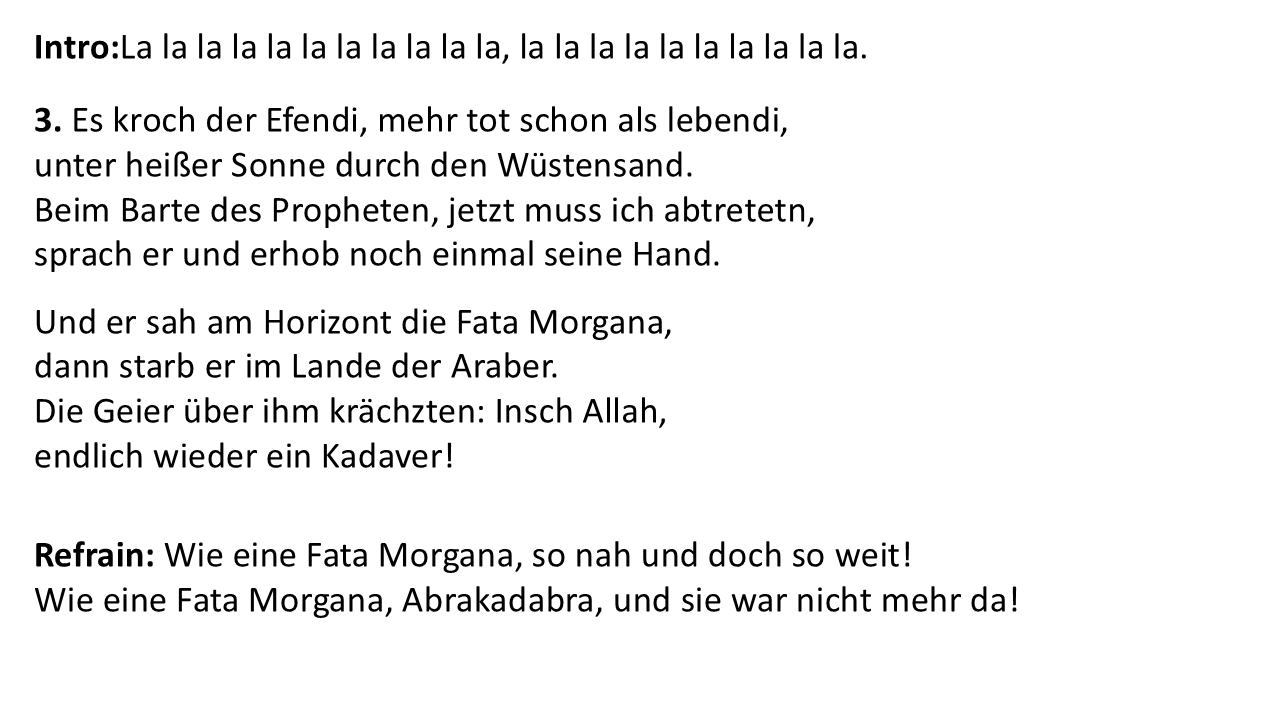 Intro:La la la la la la la la la la la, la la la la la la la la la la.
3. Es kroch der Efendi, mehr tot schon als lebendi,
unter heißer Sonne durch den Wüstensand.
Beim Barte des Propheten, jetzt muss ich abtretetn,
sprach er und erhob noch einmal seine Hand.
Und er sah am Horizont die Fata Morgana,
dann starb er im Lande der Araber.
Die Geier über ihm krächzten: Insch Allah,
endlich wieder ein Kadaver!
Refrain: Wie eine Fata Morgana, so nah und doch so weit!
Wie eine Fata Morgana, Abrakadabra, und sie war nicht mehr da!